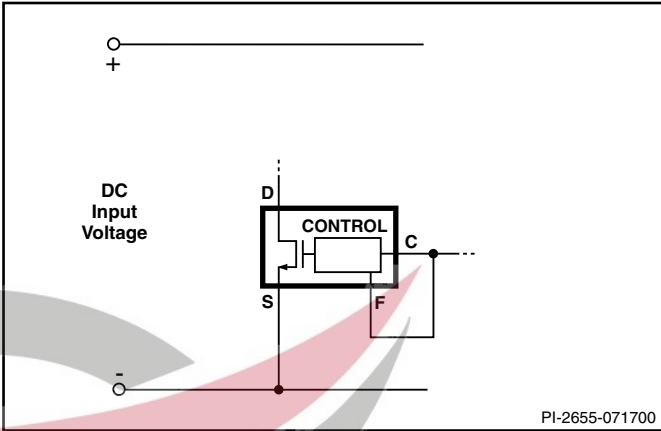 +
DC
Input
Voltage
D
CONTROL
C
S
F
-
PI-2655-071700